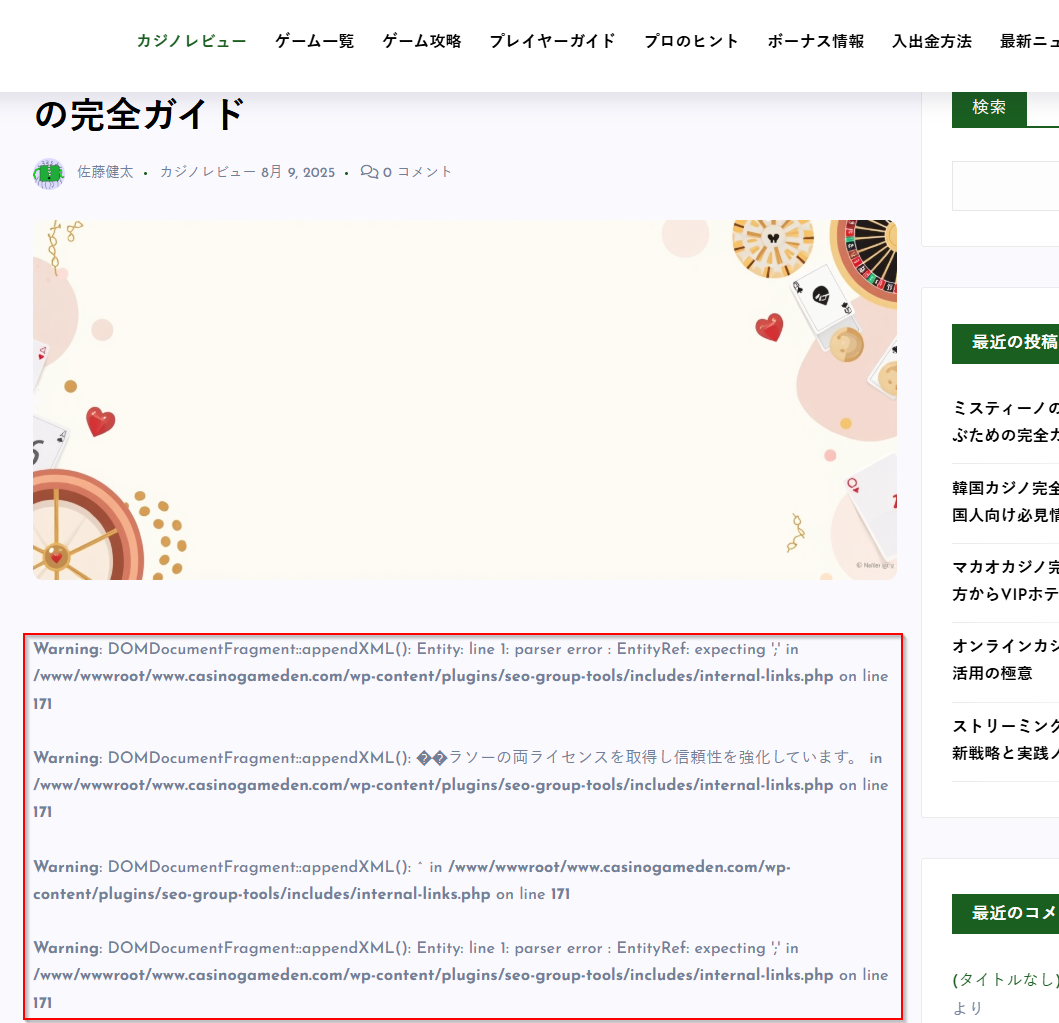 カジノレビュー ゲーム一覧 ゲーム攻略 プレイヤーガイド プロのヒント ボーナス情報 入出金方法 最新ニュ
の完全ガイド
佐藤健太 • カジノレビュー 8月 9, 2025 • 0 コメント
Warning: DOMDocumentFragment::appendXML(): Entity: line 1: parser error : EntityRef: expecting ';' in
/www/wwwroot/www.casinogameden.com/wp-content/plugins/seo-group-tools/includes/internal-links.php on line
171
Warning: DOMDocumentFragment::appendXML(): ��ラソーの両ライセンスを取得し信頼性を強化しています。 in
/www/wwwroot/www.casinogameden.com/wp-content/plugins/seo-group-tools/includes/internal-links.php on line
171
Warning: DOMDocumentFragment::appendXML(): ^ in /www/wwwroot/www.casinogameden.com/wp-
content/plugins/seo-group-tools/includes/internal-links.php on line 171
Warning: DOMDocumentFragment::appendXML(): Entity: line 1: parser error : EntityRef: expecting ';' in
/www/wwwroot/www.casinogameden.com/wp-content/plugins/seo-group-tools/includes/internal-links.php on line
171
検索
最近の投稿
ミスティーノの
ぶための完全ガ
韓国カジノ完全
国人向け必見情
マカオカジノ完
方からVIPホテ
オンラインカジ
活用の極意
ストリーミング
新戦略と実践ノ
最近のコメ
(タイトルなし)
より